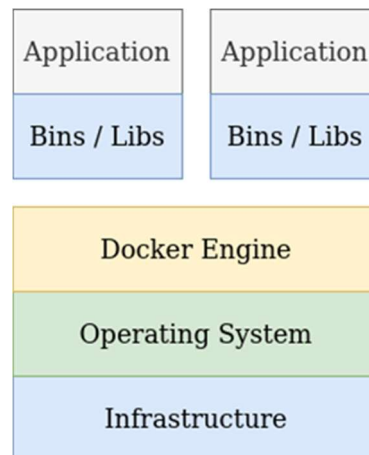 Application Application
Bins / Libs Bins / Libs
Docker Engine
Operating System
Infrastructure